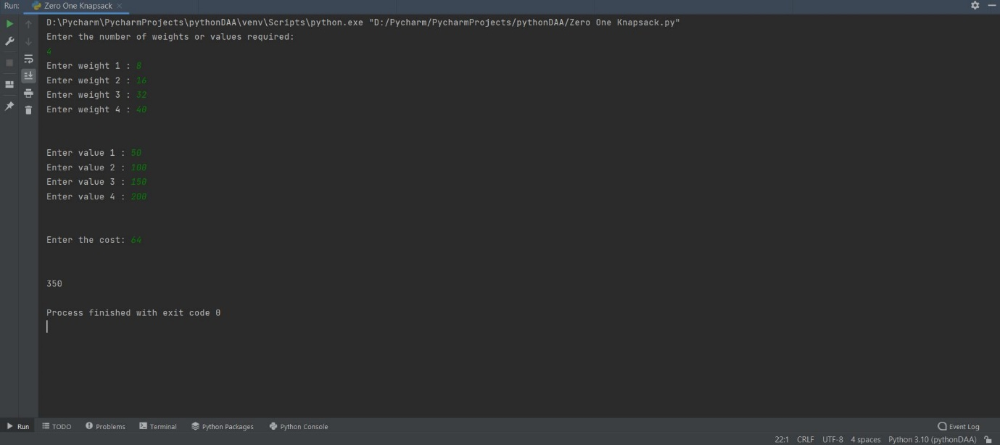 Run: Zero One Knapsack
D:\Pycharm\PycharmProjects\pythonDAA\venv\Scripts\python.exe "D:/Pycharm/PycharmProjects/pythonDAA/Zero One Knapsack.py"
Enter the number of weights or values required:
4
Enter weight 1 : 8
Enter weight 2 : 16
Enter weight 3 : 32
Enter weight 4 : 40
Enter value 1 : 50
Enter value 2 : 100
Enter value 3 : 150
Enter value 4 : 200
Enter the cost: 64
350
Process finished with exit code 0
Run TODO Problems Terminal Python Packages Python Console Event Log
22:1 CRLF UTF-8 4 spaces Python 3.10 (pythonDAA)